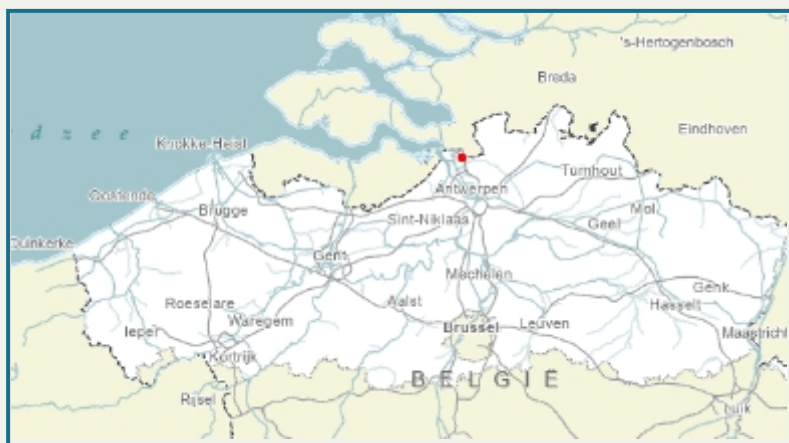 's-Hertogenbosch
Breda
Eindhoven
d z e e
Knokke-Heist
Turnhout
Antwerpen
Oostende
Brugge
Sint-Niklaas
Geel
Mol
Duinkerke
Gent
Mechelen
Genk
Roeselare
Aalst
Hasselt
Waregem
Brussel
Leuven
Ieper
Maastricht
Kortrijk
BELGIË
Rijsel
Luik